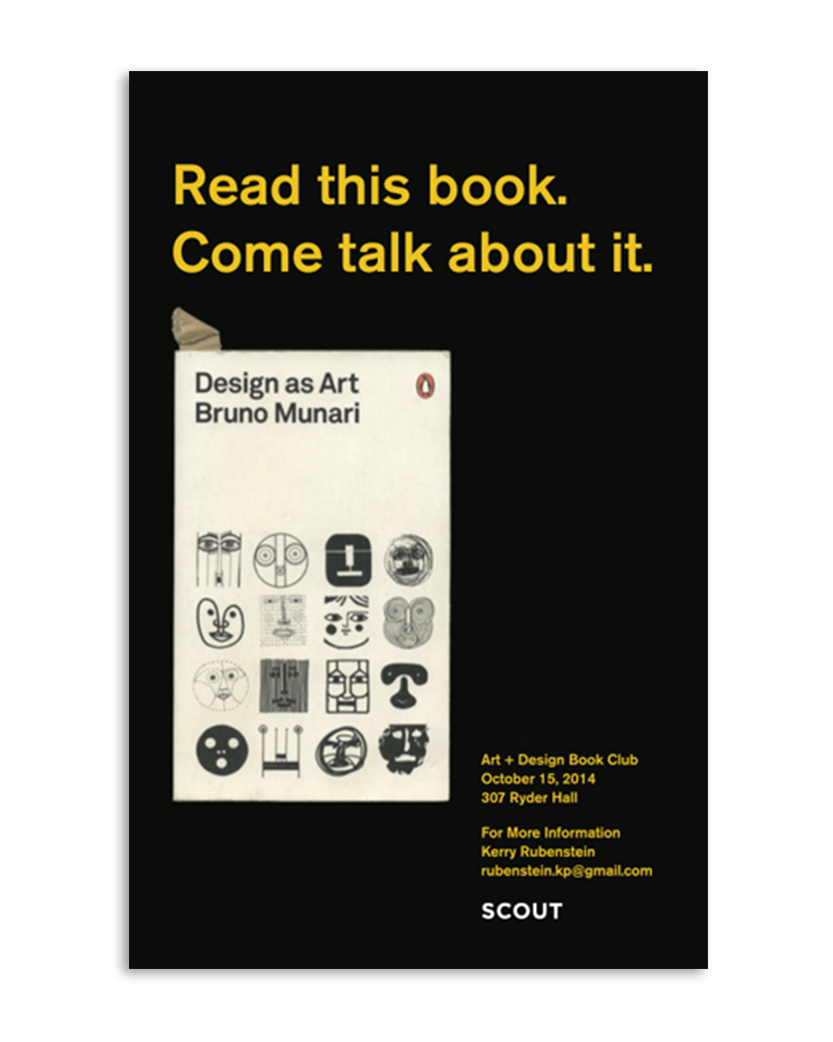 Read this book.
Come talk about it.
Design as Art
Bruno Munari
Art + Design Book Club
October 15, 2014
307 Ryder Hall
For More Information
Kerry Rubenstein
rubenstein.kp@gmail.com
SCOUT